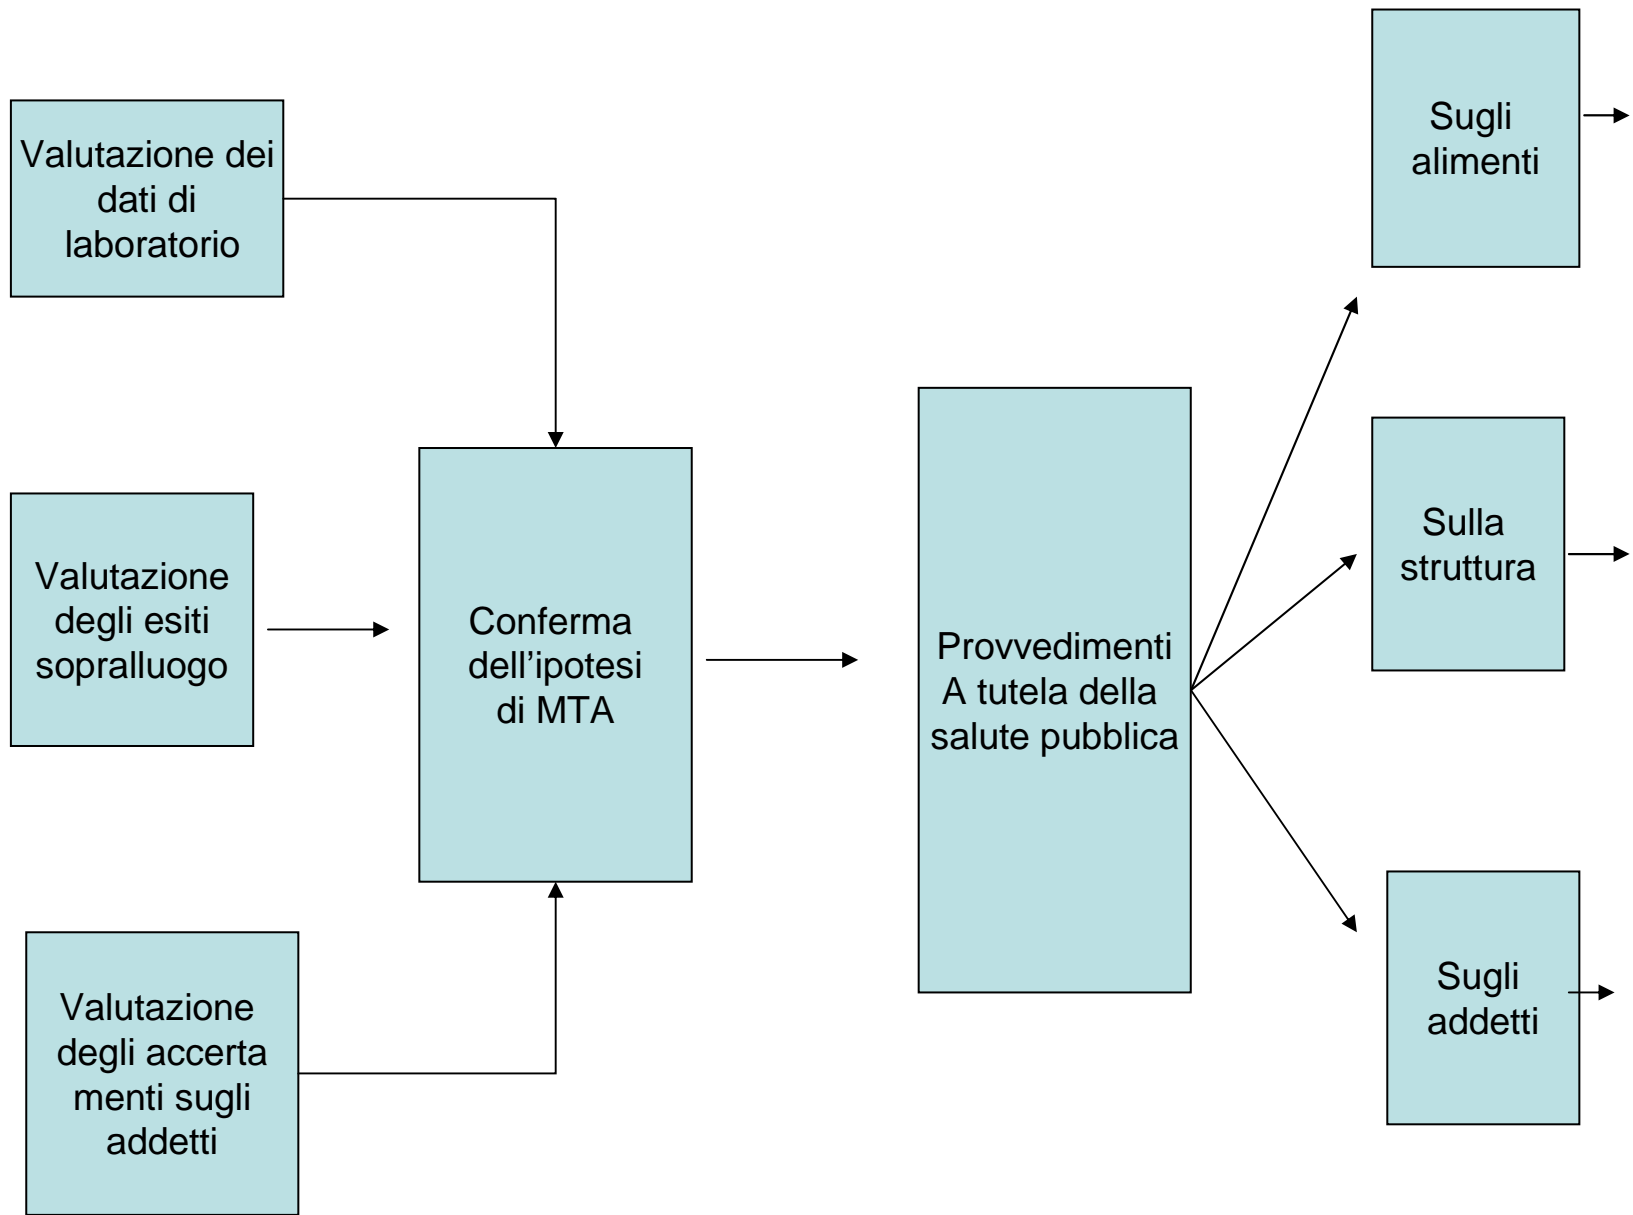 Valutazione dei
dati di
laboratorio
Valutazione
degli esiti
sopralluogo
Valutazione
degli accerta
menti sugli
addetti
Conferma
dell’ipotesi
di MTA
Provvedimenti
A tutela della
salute pubblica
Sugli
alimenti
Sulla
struttura
Sugli
addetti